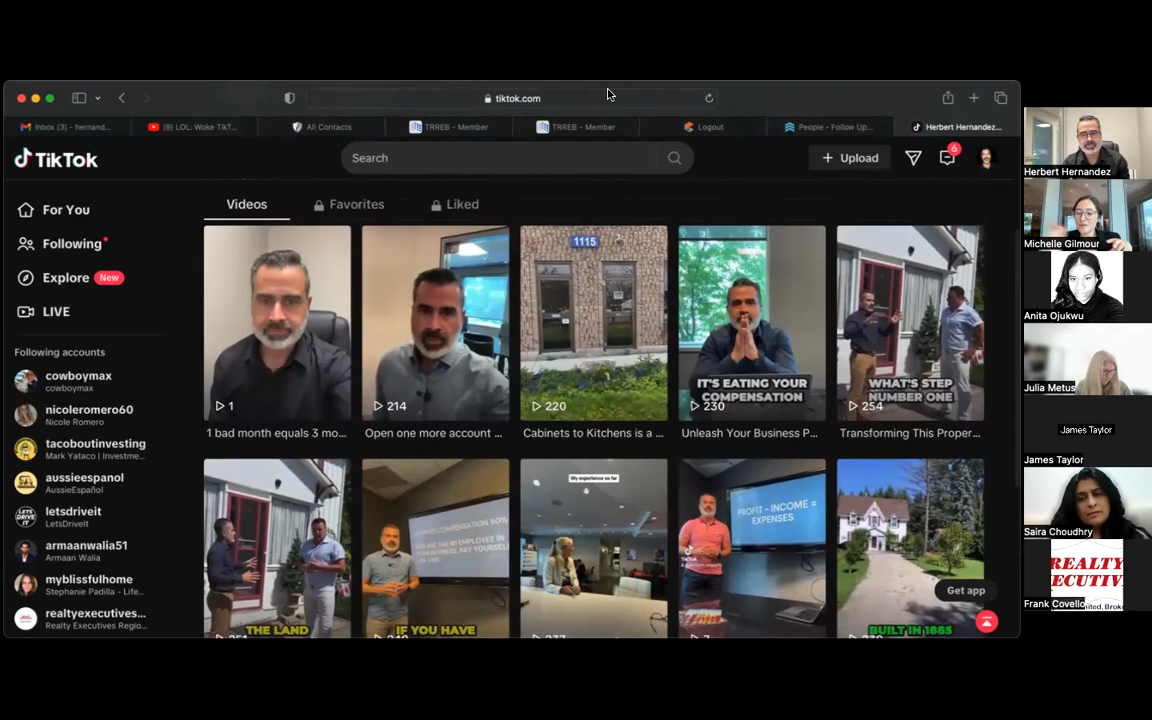 tiktok.com
Inbox (3) - hernand...
(9) LOL: Woke TikT...
All Contacts
TRREB - Member
TRREB - Member
Logout
People - Follow Up...
Herbert Hernandez...
TikTok
Search
Upload
6
For You
Following
Explore New
LIVE
Following accounts
cowboymax
cowboymax
nicoleromero60
Nicole Romero
tacoboutinvesting
Mark Yataco | Investme...
aussieespanol
AussieEspañol
letsdriveit
LetsDriveIt
armaanwalia51
Armaan Walia
myblissfulhome
Stephanie Padilla - Life...
realtyexecutives...
Realty Executives Regio...
Videos
Favorites
Liked
1
1 bad month equals 3 mo...
214
Open one more account ...
1115
220
Cabinets to Kitchens is a ...
IT'S EATING YOUR
COMPENSATION
230
Unleash Your Business P...
WHAT'S STEP
NUMBER ONE
254
Transforming This Proper...
THE LAND
IF YOU HAVE
My experience so far
PROFIT - INCOME =
EXPENSES
BUILT IN 1885
Get app
Herbert Hernandez
Michelle Gilmour
Anita Ojukwu
Julia Metus
James Taylor
James Taylor
Saira Choudhry
REALTY
Frank Covello